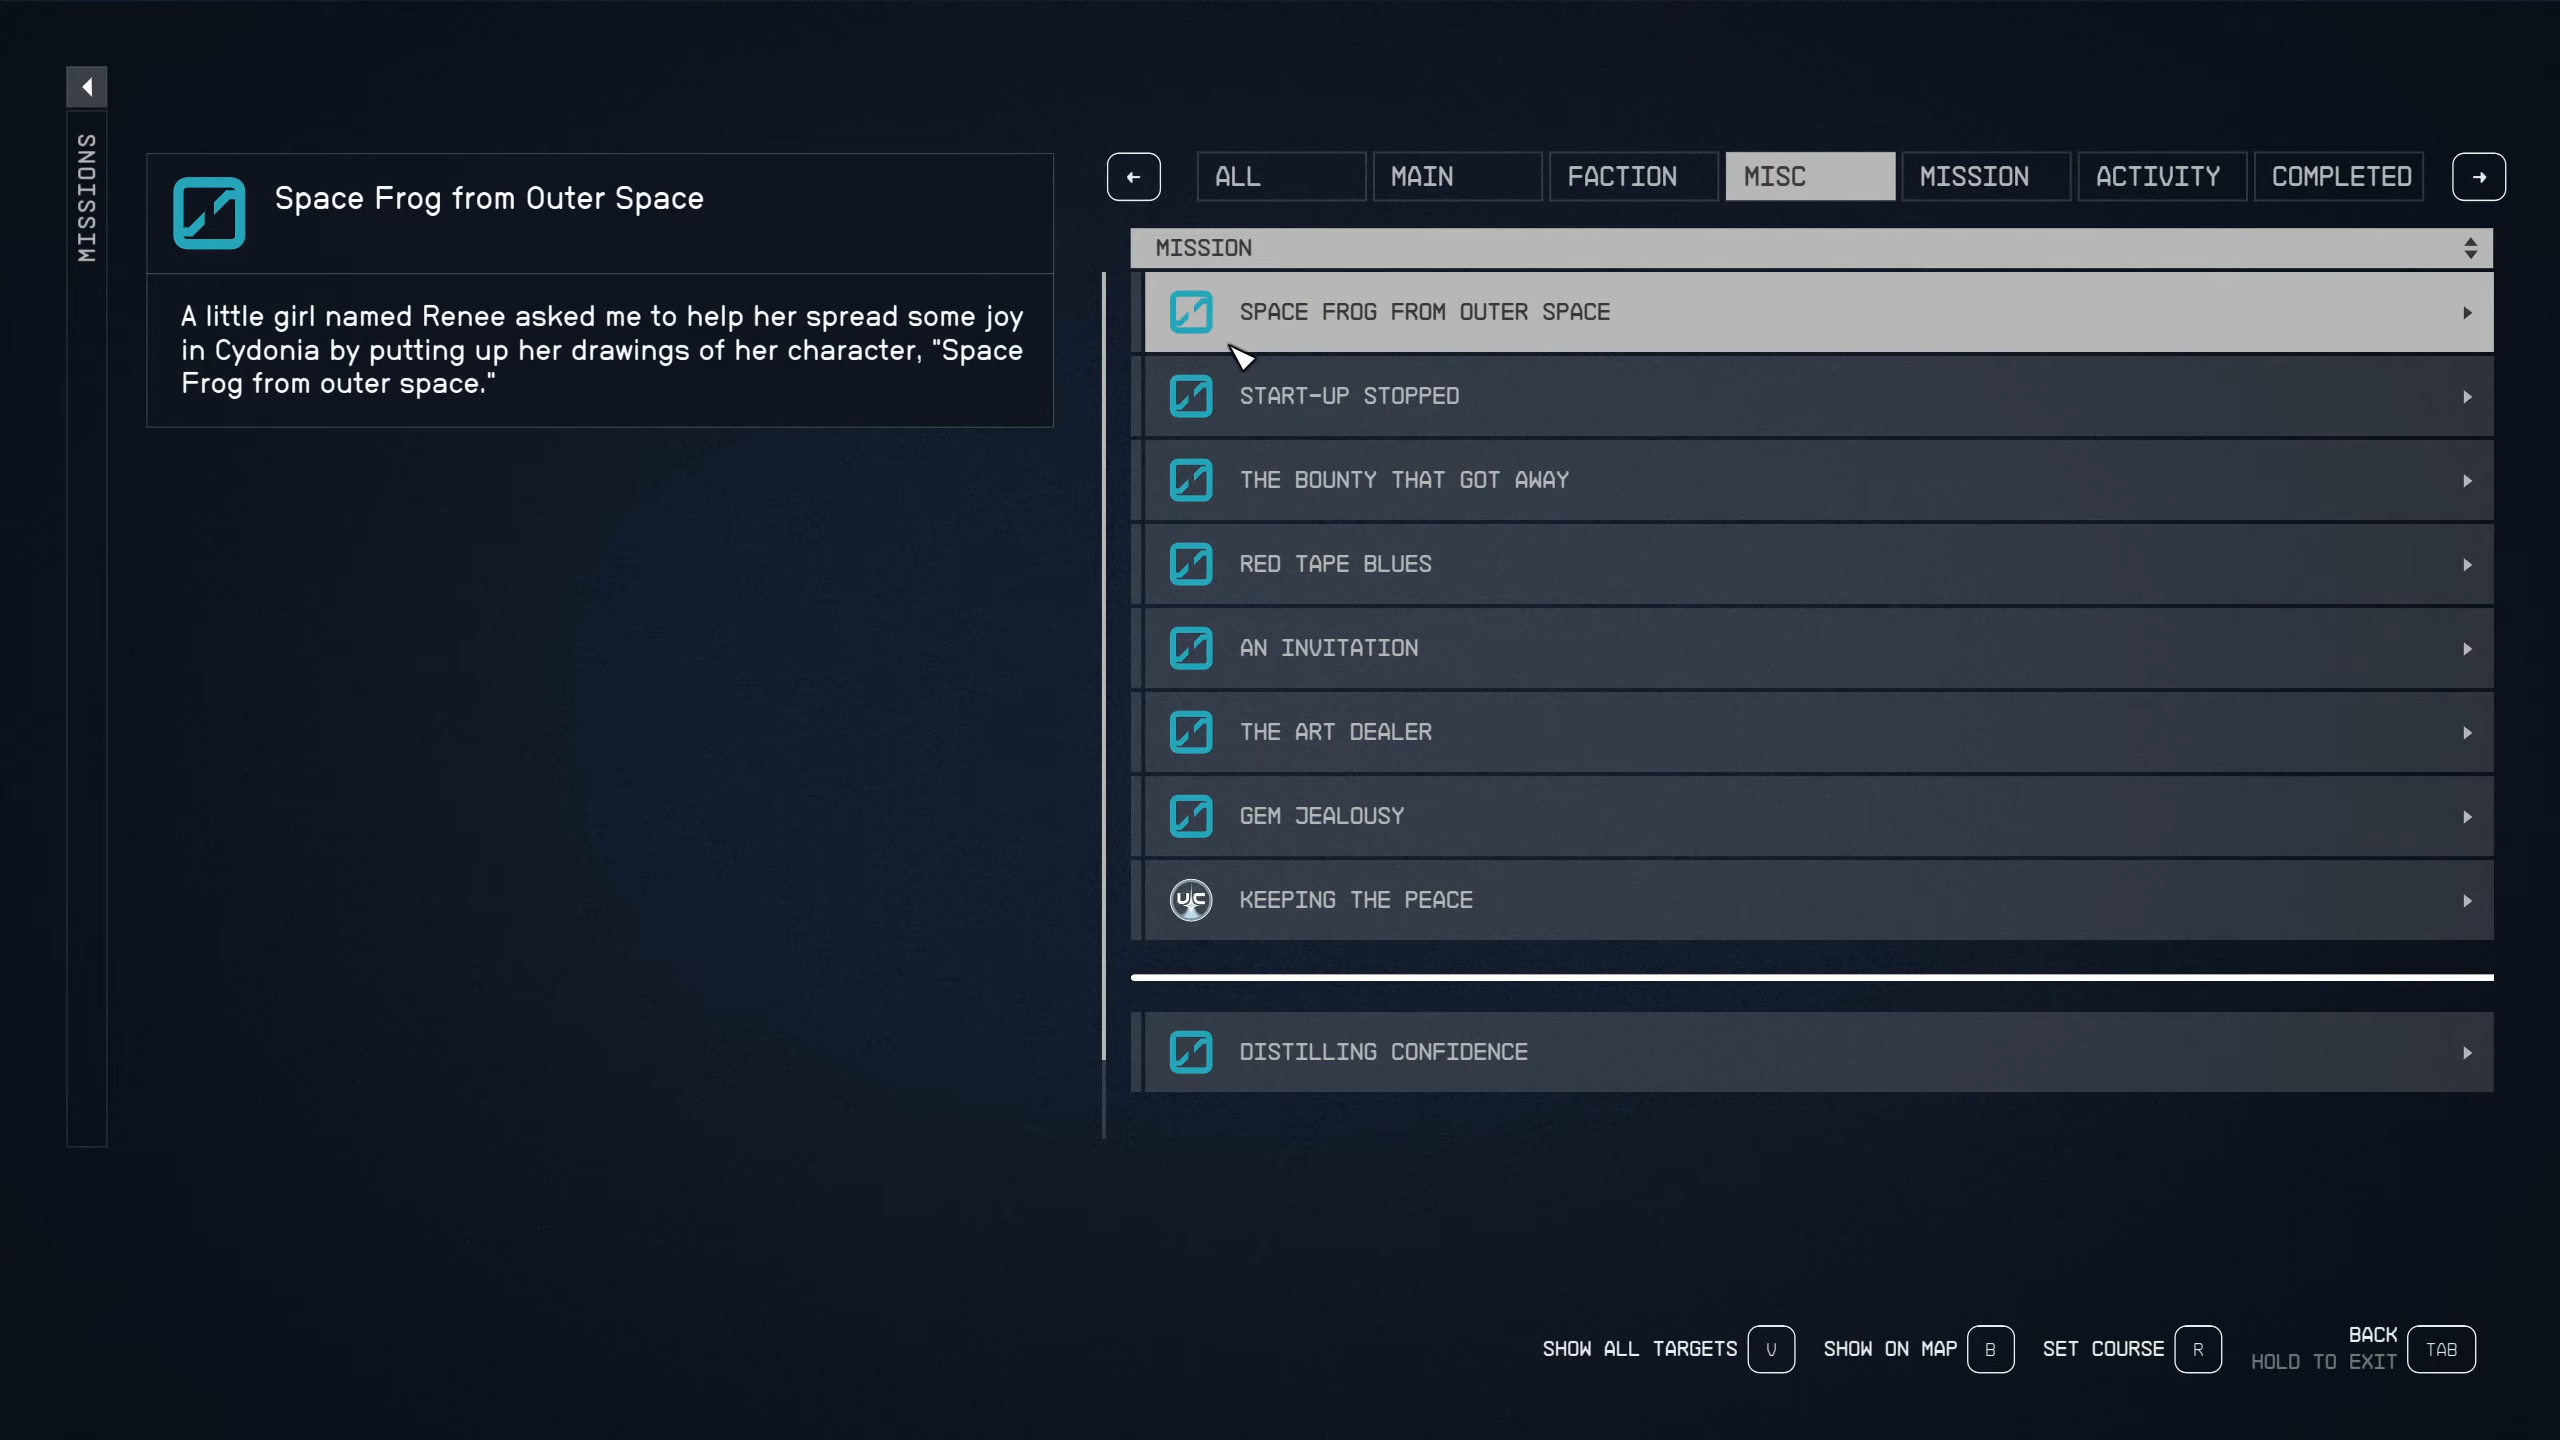 MISSIONS
Space Frog from Outer Space
A little girl named Renee asked me to help her spread some joy
in Cydonia by putting up her drawings of her character, "Space
Frog from outer space."
ALL
MAIN
FACTION
MISC
MISSION
ACTIVITY
COMPLETED
MISSION
SPACE FROG FROM OUTER SPACE
START-UP STOPPED
THE BOUNTY THAT GOT AWAY
RED TAPE BLUES
AN INVITATION
THE ART DEALER
GEM JEALOUSY
UC
KEEPING THE PEACE
DISTILLING CONFIDENCE
SHOW ALL TARGETS V
SHOW ON MAP B
SET COURSE R
BACK
HOLD TO EXIT
TAB